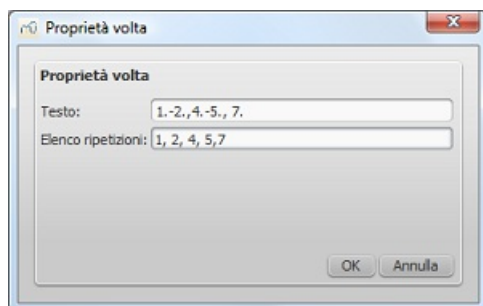 Proprietà volta
Proprietà volta
Testo: 1.-2.,4.-5., 7.
Elenco ripetizioni: 1, 2, 4, 5,7
OK Annulla